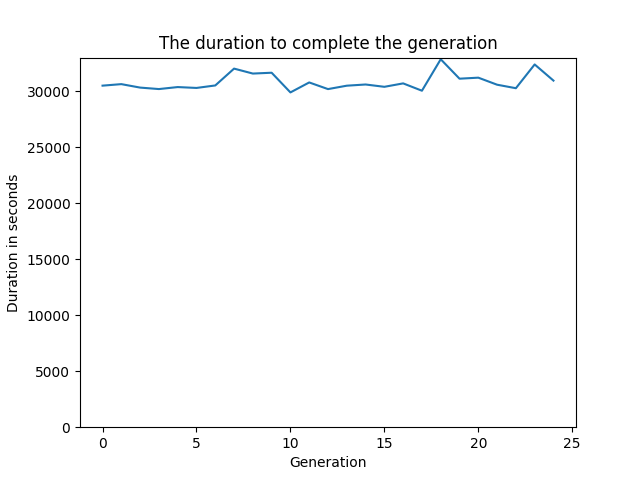 The duration to complete the generation
30000
25000
20000
15000
10000
5000
0
Duration in seconds
0 5 10 15 20 25
Generation